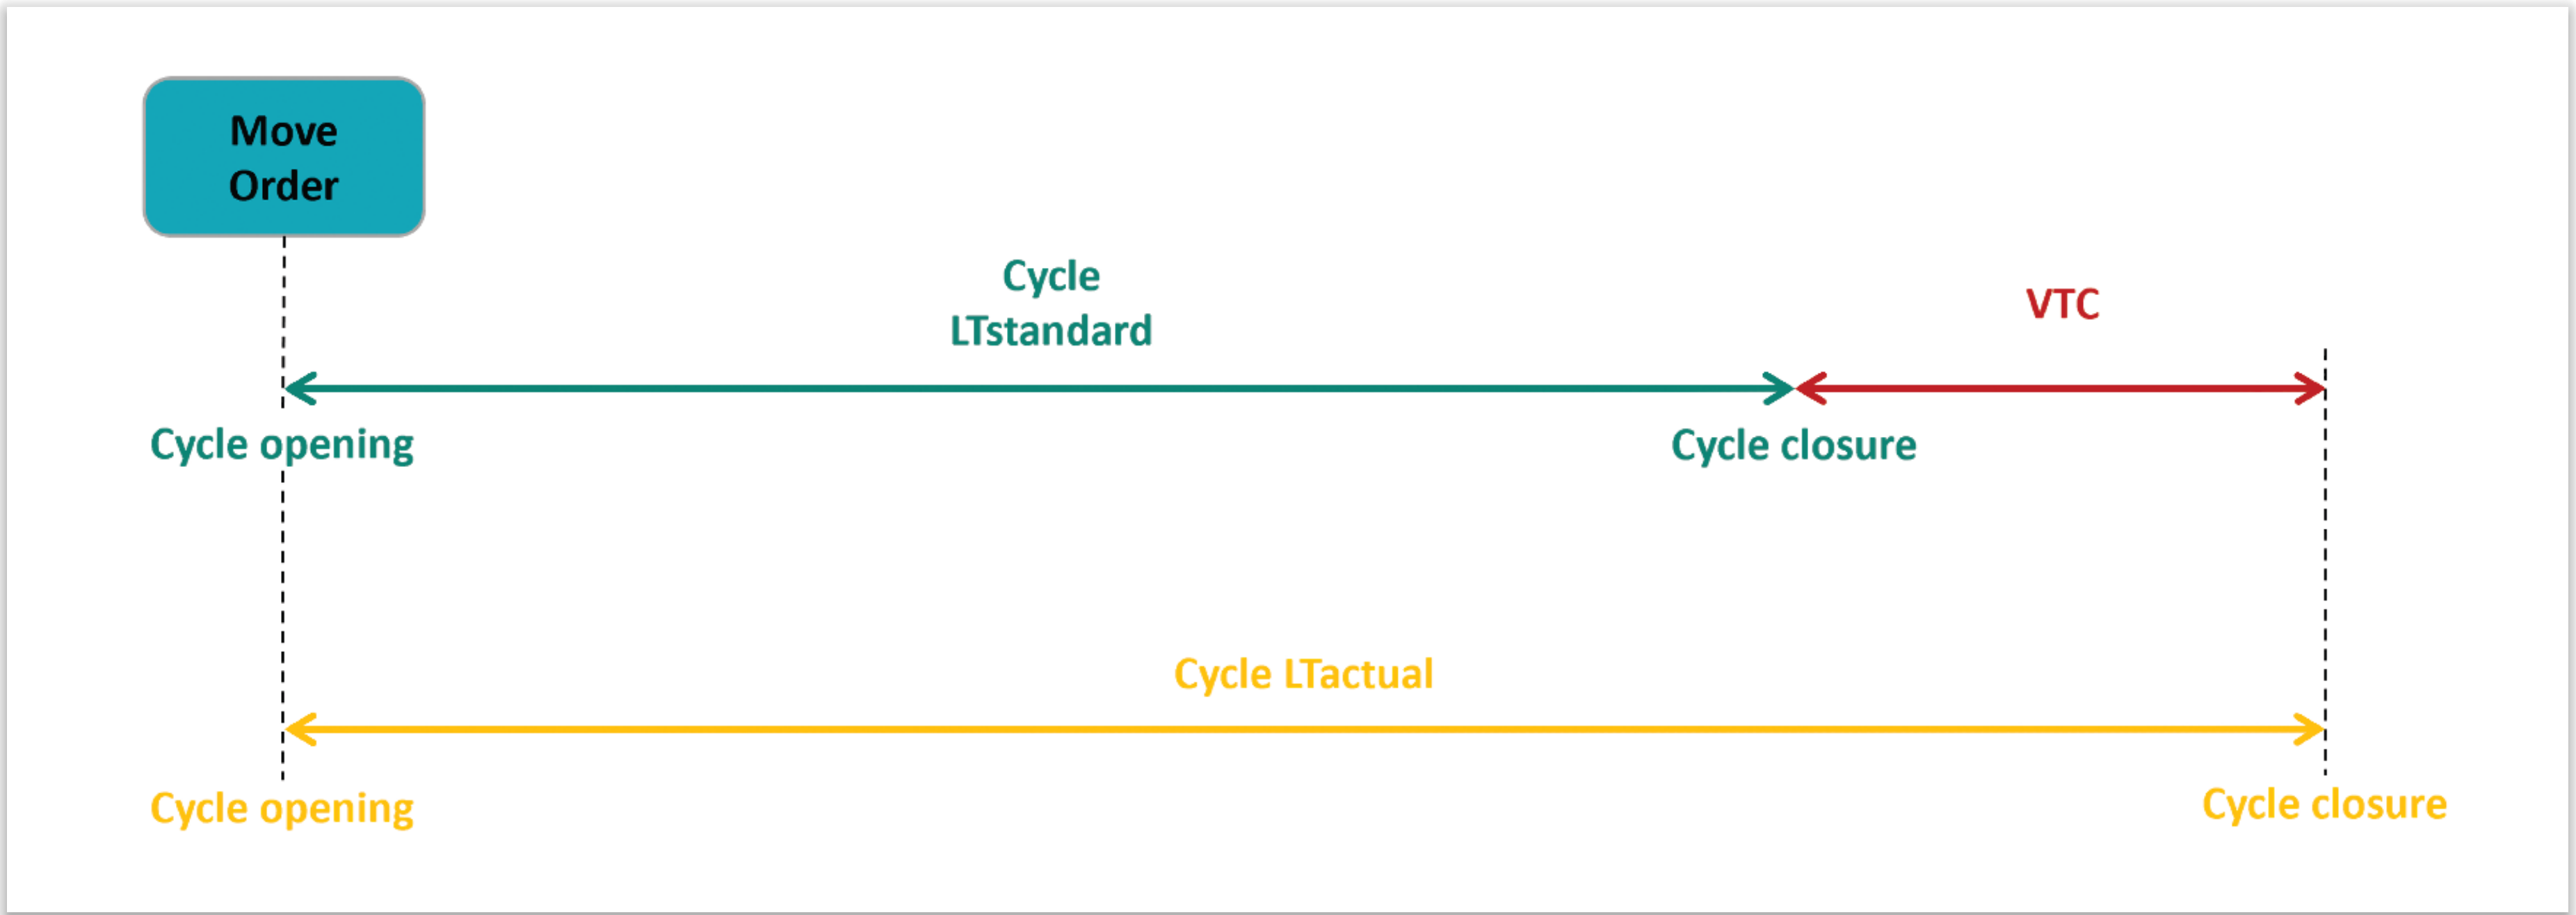 Move
Order
Cycle
LTstandard
VTC
Cycle opening
Cycle closure
Cycle LTactual
Cycle opening
Cycle closure